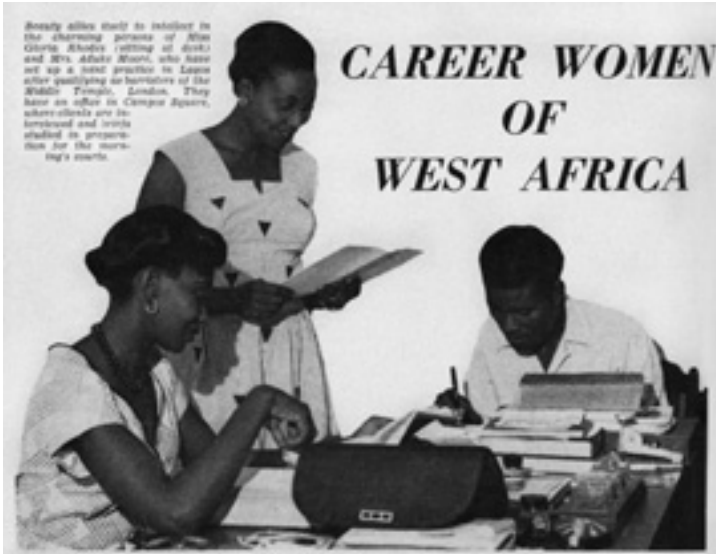 Beauty allies itself to intellect in
the charming persons of Miss
Gloria Rhodes (sitting at desk)
and Mrs. Aduke Moore, who have
set up a joint practice in Lagos
after qualifying as barristers of the
Middle Temple, London. They
have an office in Campos Square,
where clients are in-
terviewed and briefs
studied in prepara-
tion for the morn-
ing's courts.
CAREER WOMEN
OF
WEST AFRICA